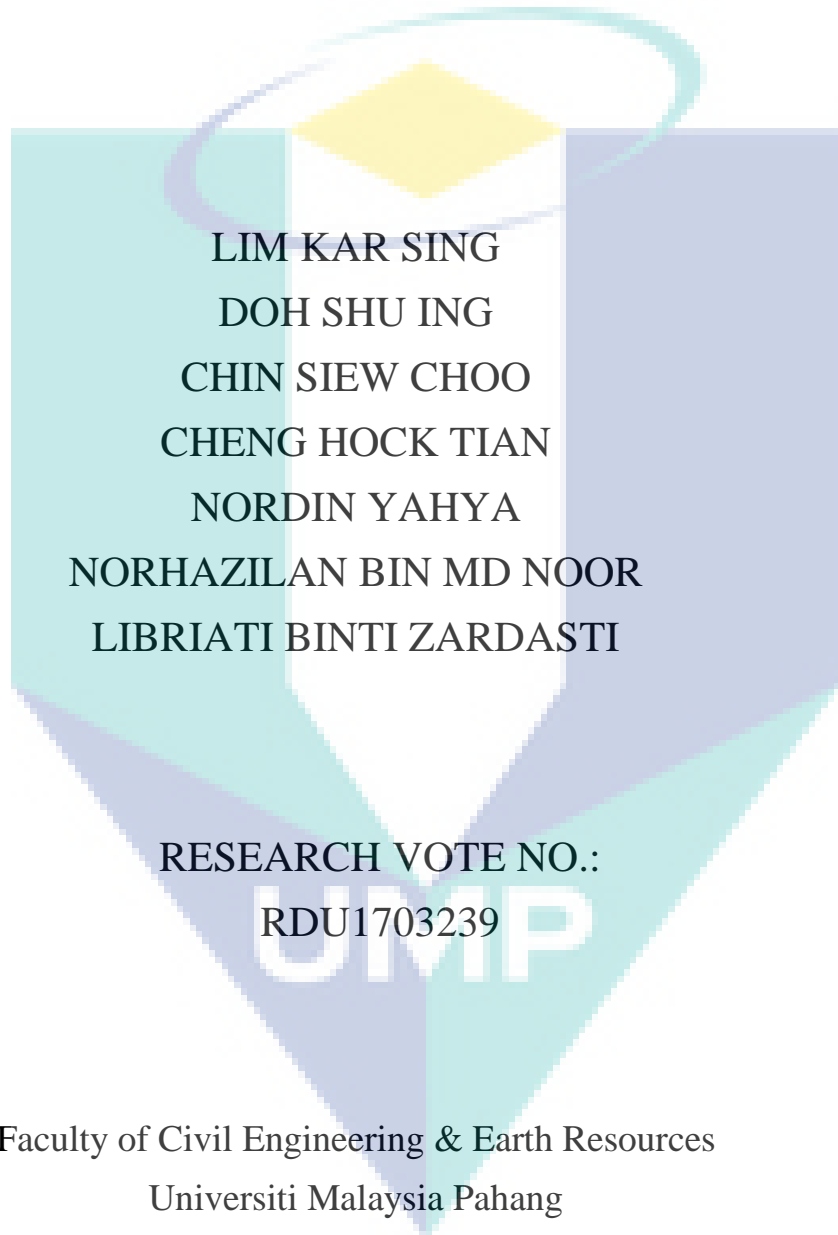 LIM KAR SING
DOH SHU ING
CHIN SIEW CHOO
CHENG HOCK TIAN
NORDIN YAHYA
NORHAZILAN BIN MD NOOR
LIBRIATI BINTI ZARDASTI
RESEARCH VOTE NO.:
RDU1703239
UMP
Faculty of Civil Engineering & Earth Resources
Universiti Malaysia Pahang